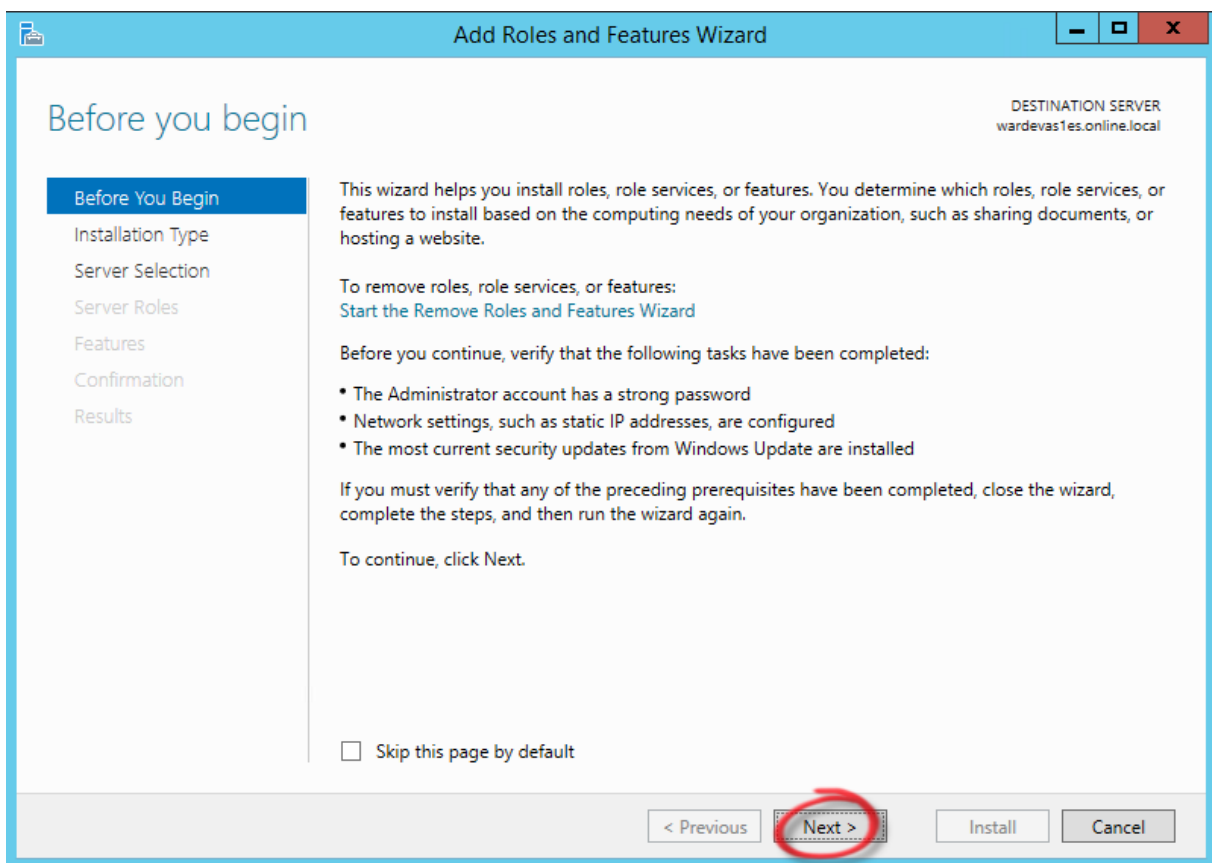 Add Roles and Features Wizard
Before you begin
DESTINATION SERVER
wardevas1es.online.local
Before You Begin
Installation Type
Server Selection
Server Roles
Features
Confirmation
Results
This wizard helps you install roles, role services, or features. You determine which roles, role services, or
features to install based on the computing needs of your organization, such as sharing documents, or
hosting a website.
To remove roles, role services, or features:
Start the Remove Roles and Features Wizard
Before you continue, verify that the following tasks have been completed:
• The Administrator account has a strong password
• Network settings, such as static IP addresses, are configured
• The most current security updates from Windows Update are installed
If you must verify that any of the preceding prerequisites have been completed, close the wizard,
complete the steps, and then run the wizard again.
To continue, click Next.
Skip this page by default
< Previous
Next >
Install
Cancel